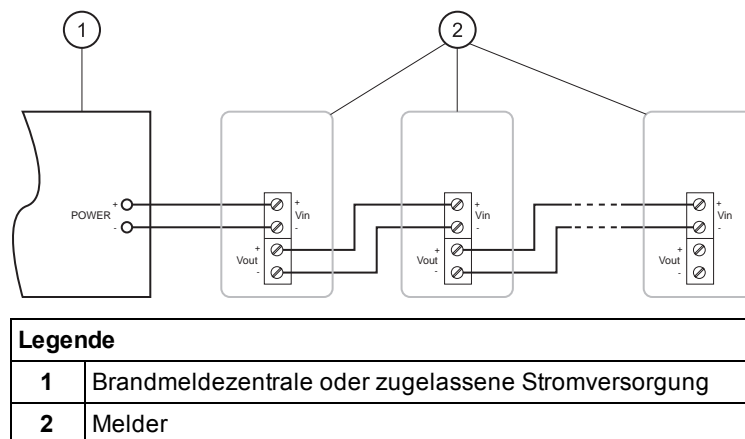 1
2
POWER
+
-
+
Vin
-
+
Vout
-
+
Vin
-
+
Vout
-
+
Vin
-
+
Vout
-
Legende
1 Brandmeldezentrale oder zugelassene Stromversorgung
2 Melder